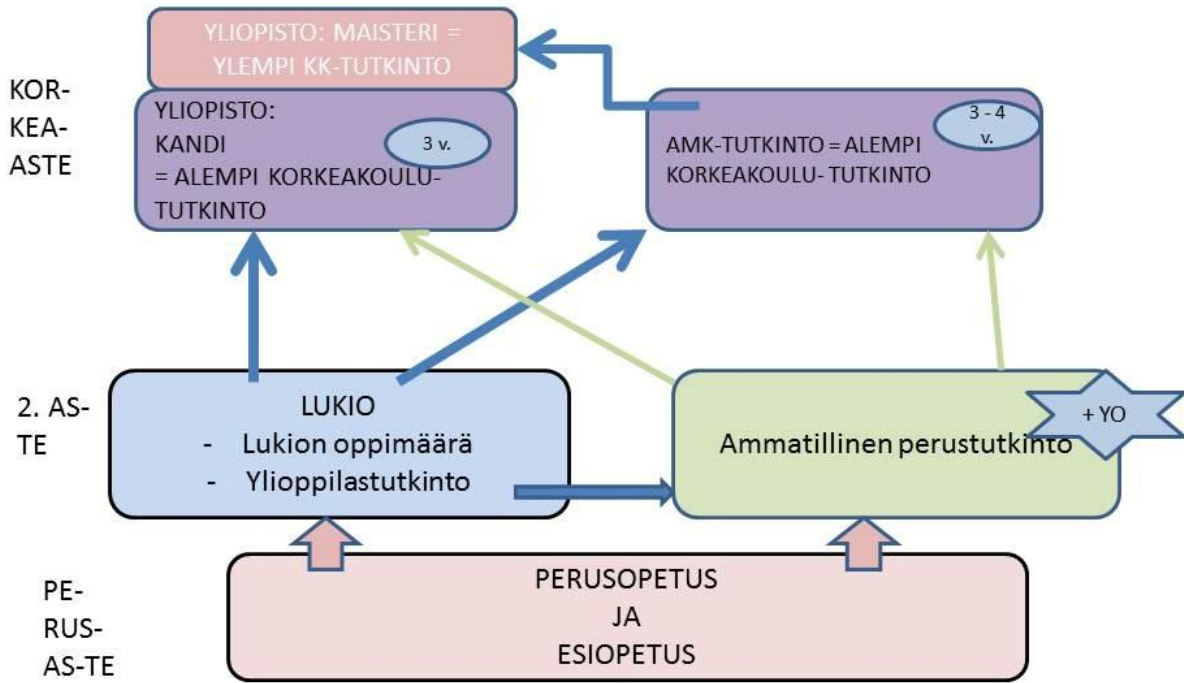 YLIOPISTO: MAISTERI =
YLEMPI KK-TUTKINTO
KOR-
KEA-
ASTE
YLIOPISTO:
KANDI
= ALEMPI KORKEAKOULU-
TUTKINTO
3 v.
3 - 4
v.
AMK-TUTKINTO = ALEMPI
KORKEAKOULU- TUTKINTO
2. AS-
TE
LUKIO
- Lukion oppimäärä
- Ylioppilastutkinto
Ammatillinen perustutkinto
+ YO
PE-
RUS-
AS-TE
PERUSOPETUS
JA
ESIOPETUS